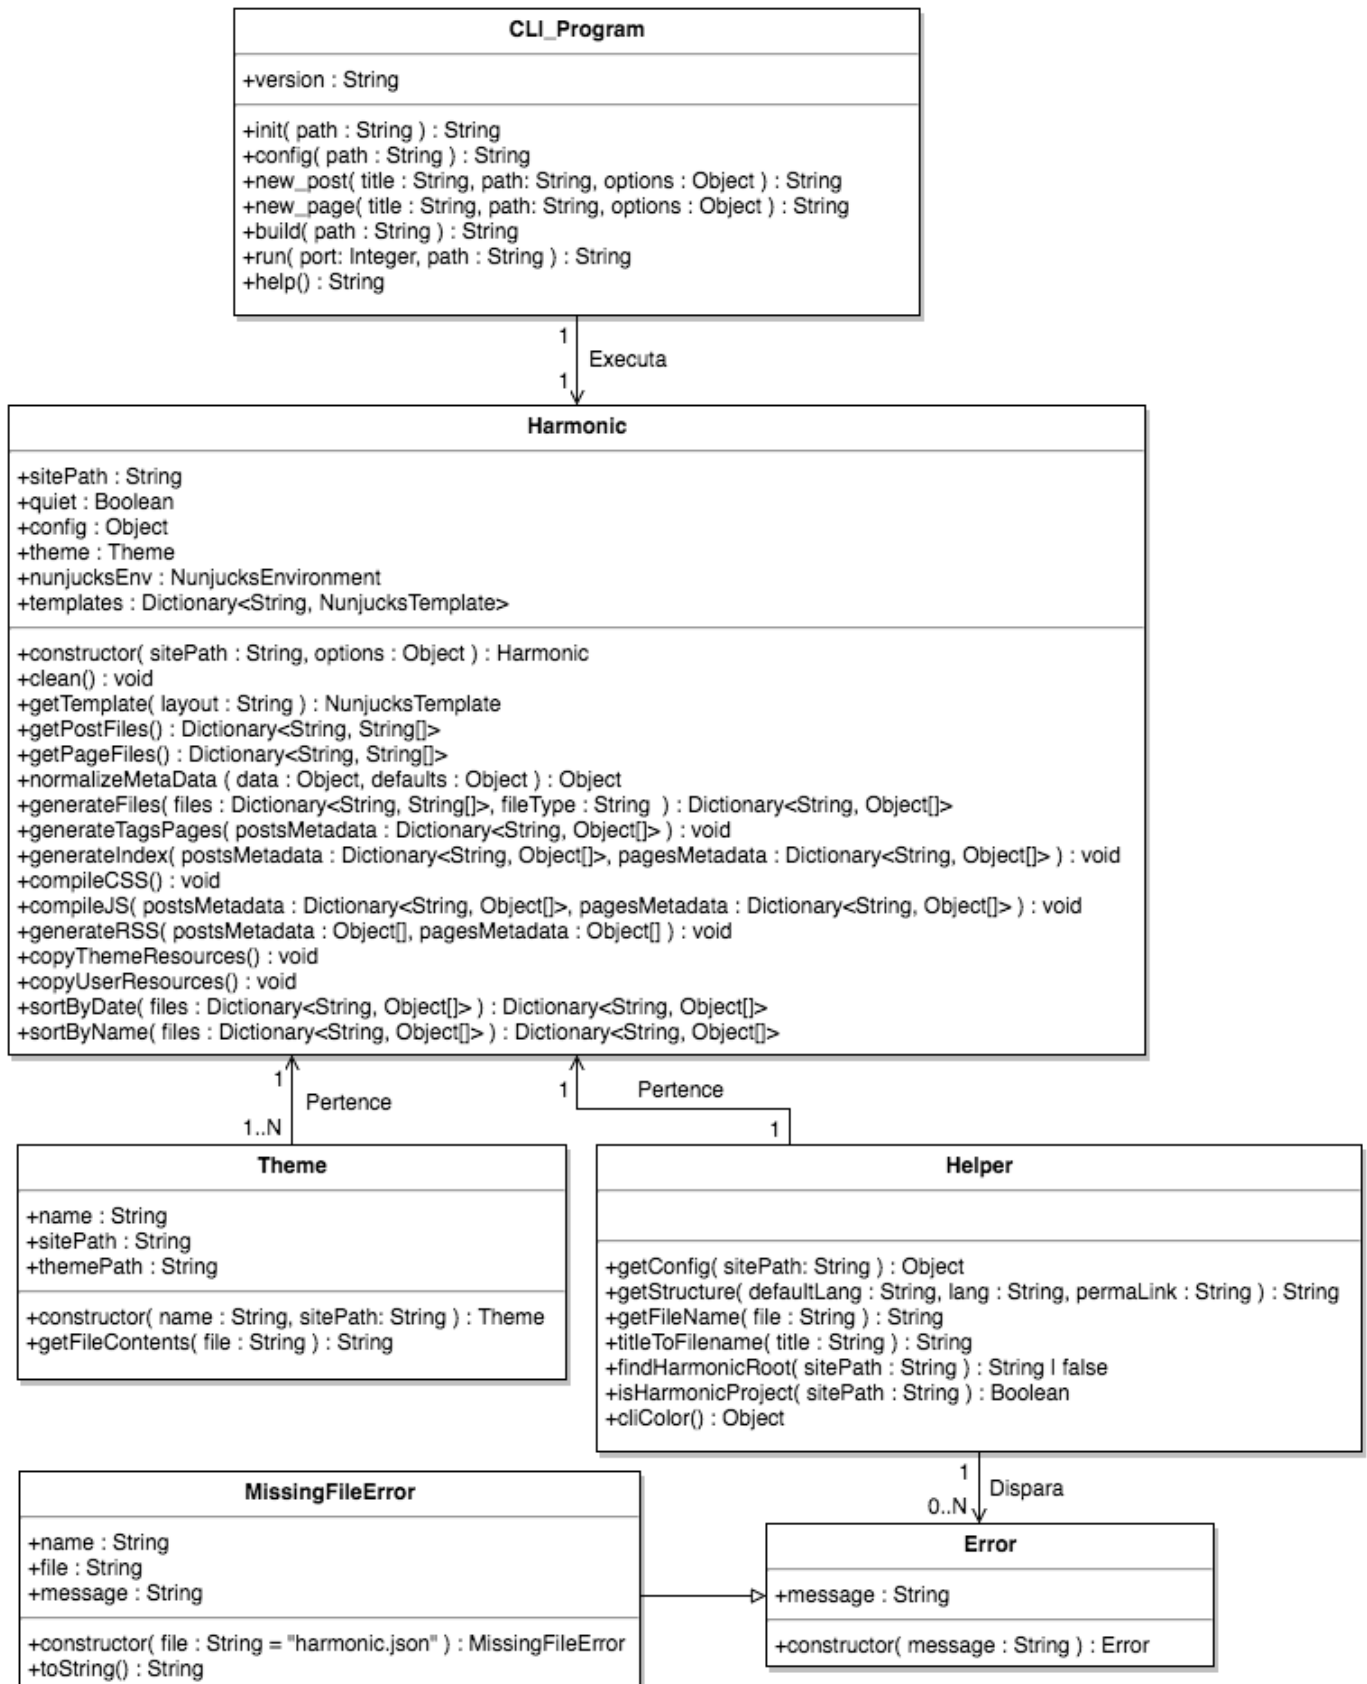 CLI_Program
+version : String
+init( path : String ) : String
+config( path : String ) : String
+new_post( title : String, path: String, options : Object ) : String
+new_page( title : String, path: String, options : Object ) : String
+build( path : String ) : String
+run( port: Integer, path : String ) : String
+help() : String
1
Executa
1
Harmonic
+sitePath : String
+quiet : Boolean
+config : Object
+theme : Theme
+nunjucksEnv : NunjucksEnvironment
+templates : Dictionary<String, NunjucksTemplate>
+constructor( sitePath : String, options : Object ) : Harmonic
+clean() : void
+getTemplate( layout : String ) : NunjucksTemplate
+getPostFiles() : Dictionary<String, String[]>
+getPageFiles() : Dictionary<String, String[]>
+normalizeMetaData ( data : Object, defaults : Object ) : Object
+generateFiles( files : Dictionary<String, String[]>, fileType : String  ) : Dictionary<String, Object[]>
+generateTagsPages( postsMetadata : Dictionary<String, Object[]> ) : void
+generateIndex( postsMetadata : Dictionary<String, Object[]>, pagesMetadata : Dictionary<String, Object[]> ) : void
+compileCSS() : void
+compileJS( postsMetadata : Dictionary<String, Object[]>, pagesMetadata : Dictionary<String, Object[]> ) : void
+generateRSS( postsMetadata : Object[], pagesMetadata : Object[] ) : void
+copyThemeResources() : void
+copyUserResources() : void
+sortByDate( files : Dictionary<String, Object[]> ) : Dictionary<String, Object[]>
+sortByName( files : Dictionary<String, Object[]> ) : Dictionary<String, Object[]>
1
Pertence
1..N
1
Pertence
1
Theme
+name : String
+sitePath : String
+themePath : String
+constructor( name : String, sitePath: String ) : Theme
+getFileContents( file : String ) : String
Helper
+getConfig( sitePath: String ) : Object
+getStructure( defaultLang : String, lang : String, permaLink : String ) : String
+getFileName( file : String ) : String
+titleToFilename( title : String ) : String
+findHarmonicRoot( sitePath : String ) : String | false
+isHarmonicProject( sitePath : String ) : Boolean
+cliColor() : Object
1
Dispara
0..N
MissingFileError
+name : String
+file : String
+message : String
+constructor( file : String = "harmonic.json" ) : MissingFileError
+toString() : String
Error
+message : String
+constructor( message : String ) : Error